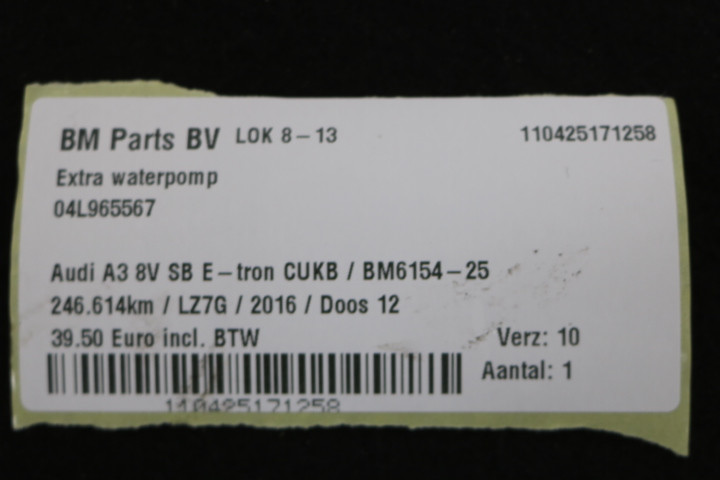 BM Parts BV LOK 8-13 110425171258
Extra waterpomp
04L965567
Audi A3 8V SB E-tron CUKB / BM6154-25
246.614km / LZ7G / 2016 / Doos 12
39.50 Euro incl. BTW Verz: 10
Aantal: 1
110425171258